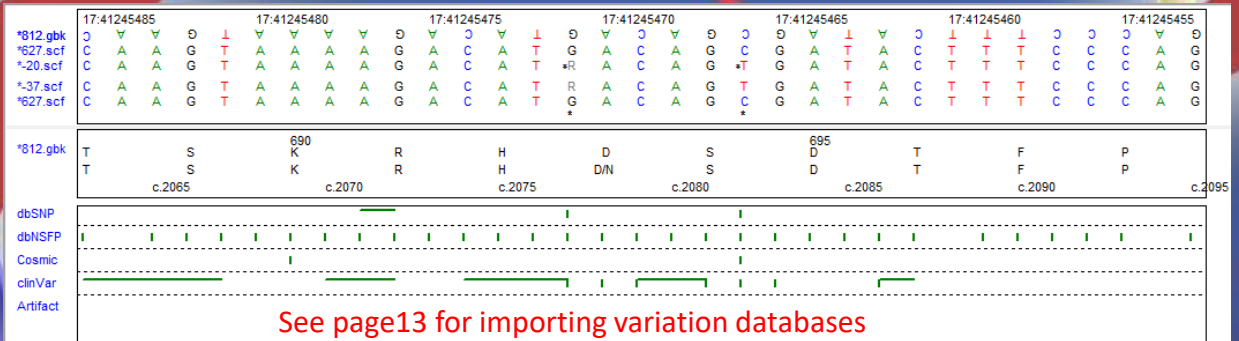 17:41245485 17:41245480 17:41245475 17:41245470 17:41245465 17:41245460 17:41245455
*812.gbk C A A G T A A A A G A C A T G A C A G C G A T A C T T T C C C A G
*627.scf C A A G T A A A A G A C A T G A C A G C G A T A C T T T C C C A G
*-20.scf C A A G T A A A A G A C A T *R A C A G *T G A T A C T T T C C C A G
*-37.scf C A A G T A A A A G A C A T R A C A G T G A T A C T T T C C C A G
*627.scf C A A G T A A A A G A C A T G A C A G C G A T A C T T T C C C A G
* *
690 695
*812.gbk T S K R H D S D T F P
T S K R H D/N S D T F P
c.2065 c.2070 c.2075 c.2080 c.2085 c.2090 c.2095
dbSNP
dbNSFP
Cosmic
clinVar
Artifact
See page13 for importing variation databases